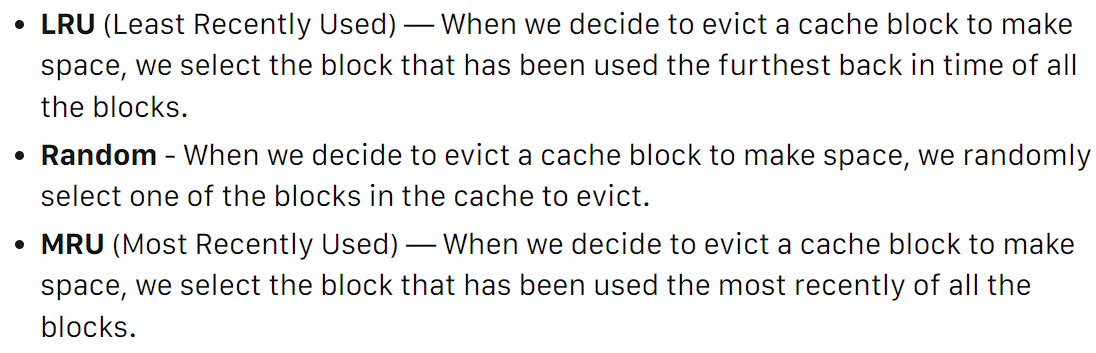 • LRU (Least Recently Used) — When we decide to evict a cache block to make
space, we select the block that has been used the furthest back in time of all
the blocks.
• Random - When we decide to evict a cache block to make space, we randomly
select one of the blocks in the cache to evict.
• MRU (Most Recently Used) — When we decide to evict a cache block to make
space, we select the block that has been used the most recently of all the
blocks.